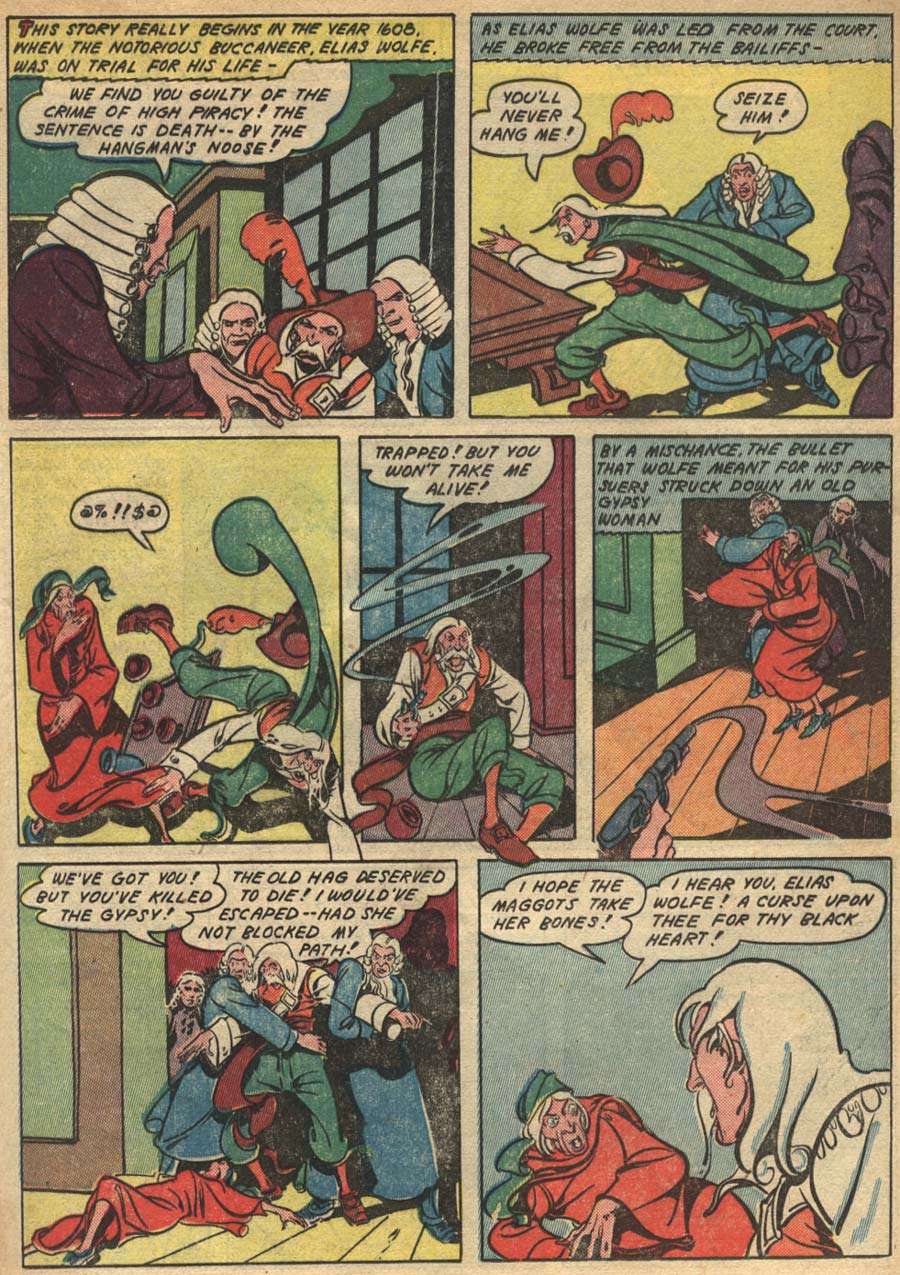 THIS STORY REALLY BEGINS IN THE YEAR 1608,
WHEN THE NOTORIOUS BUCCANEER, ELIAS WOLFE,
WAS ON TRIAL FOR HIS LIFE -
WE FIND YOU GUILTY OF THE
CRIME OF HIGH PIRACY! THE
SENTENCE IS DEATH-- BY THE
HANGMAN'S NOOSE!
AS ELIAS WOLFE WAS LED FROM THE COURT,
HE BROKE FREE FROM THE BAILIFFS-
YOU'LL
NEVER
HANG ME!
SEIZE
HIM!
@%!!$@
TRAPPED! BUT YOU
WON'T TAKE ME
ALIVE!
BY A MISCHANCE, THE BULLET
THAT WOLFE MEANT FOR HIS PUR-
SUERS STRUCK DOWN AN OLD
GYPSY
WOMAN
WE'VE GOT YOU!
BUT YOU'VE KILLED
THE GYPSY!
THE OLD HAG DESERVED
TO DIE! I WOULD'VE
ESCAPED--HAD SHE
NOT BLOCKED MY
PATH!
I HOPE THE
MAGGOTS TAKE
HER BONES!
I HEAR YOU, ELIAS
WOLFE! A CURSE UPON
THEE FOR THY BLACK
HEART!